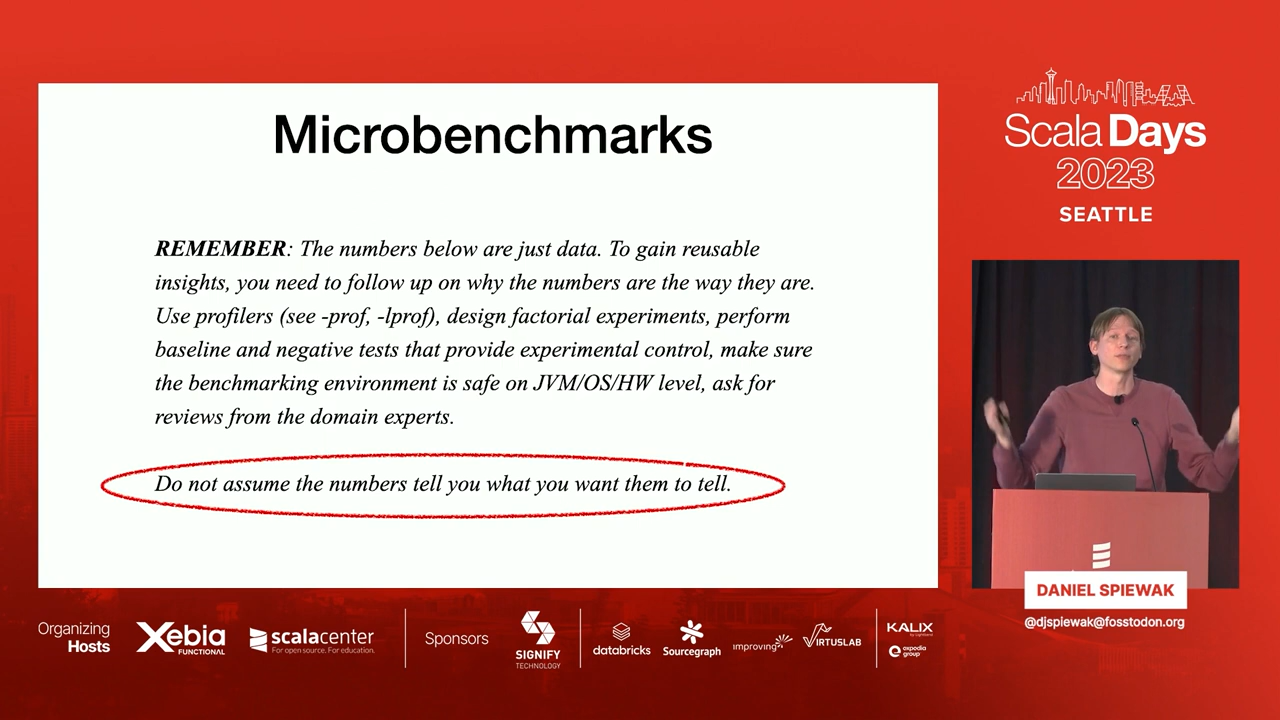 Microbenchmarks
REMEMBER: The numbers below are just data. To gain reusable
insights, you need to follow up on why the numbers are the way they are.
Use profilers (see -prof, -lprof), design factorial experiments, perform
baseline and negative tests that provide experimental control, make sure
the benchmarking environment is safe on JVM/OS/HW level, ask for
reviews from the domain experts.
Do not assume the numbers tell you what you want them to tell.
Scala Days
2023
SEATTLE
DANIEL SPIEWAK
@djspiewak@fosstodon.org
Organizing
Hosts
Xebia
FUNCTIONAL
scalacenter
For open source. For education.
Sponsors
SIGNIFY
TECHNOLOGY
databricks
Sourcegraph
improving
VIRTUSLAB
KALIX
by Lightbend
expedia
group